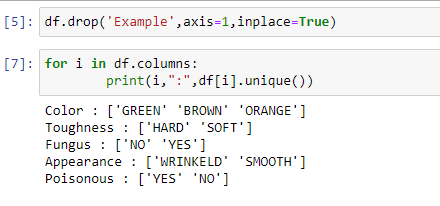 [5]: df.drop('Example',axis=1,inplace=True)
[7]: for i in df.columns:
print(i,":",df[i].unique())
Color : ['GREEN' 'BROWN' 'ORANGE']
Toughness : ['HARD' 'SOFT']
Fungus : ['NO' 'YES']
Appearance : ['WRINKELD' 'SMOOTH']
Poisonous : ['YES' 'NO']